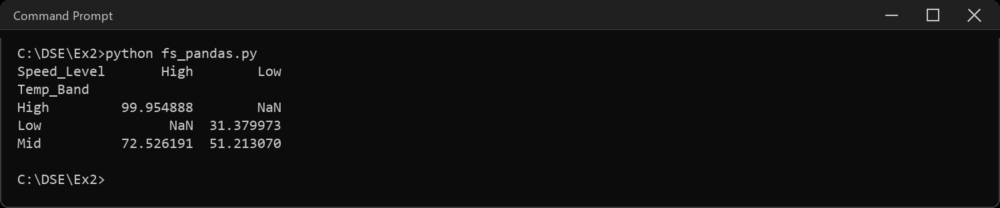 Command Prompt
C:\DSE\Ex2>python fs_pandas.py
Speed_Level       High        Low
Temp_Band
High         99.954888        NaN
Low                NaN  31.379973
Mid          72.526191  51.213070
C:\DSE\Ex2>